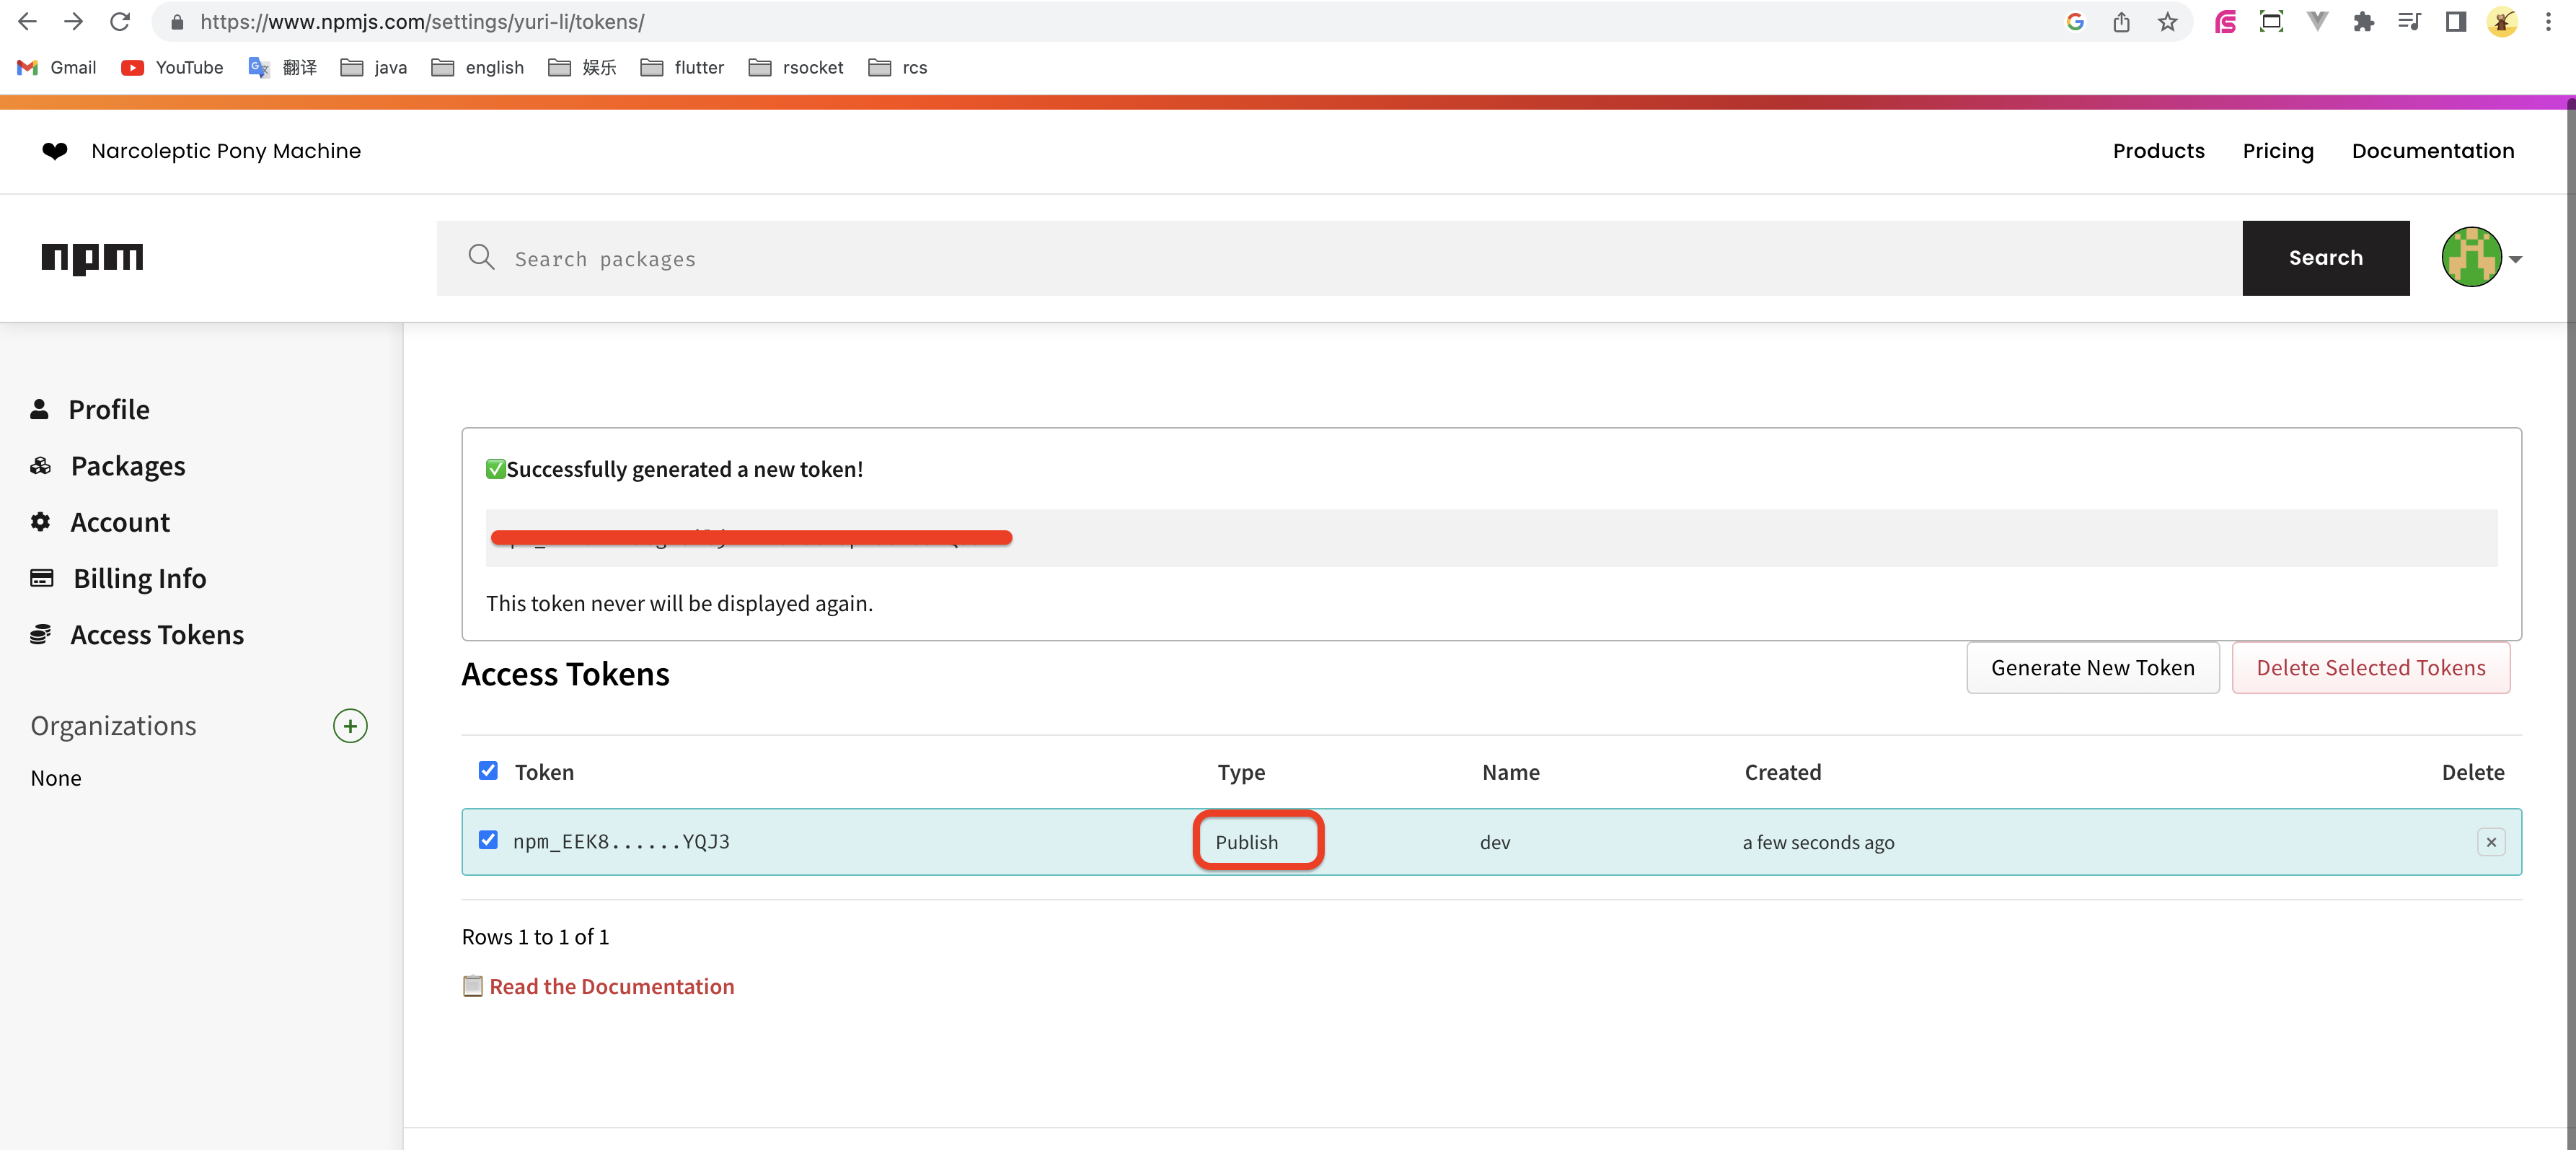 https://www.npmjs.com/settings/yuri-li/tokens/
Gmail YouTube 翻译 java english 娱乐 flutter rsocket rcs
❤ Narcoleptic Pony Machine Products Pricing Documentation
npm Search packages Search
Profile
Packages
Account
Billing Info
Access Tokens
Organizations
None
✅Successfully generated a new token!
This token never will be displayed again.
Access Tokens Generate New Token Delete Selected Tokens
Token Type Name Created Delete
npm_EEK8......YQJ3 Publish dev a few seconds ago ×
Rows 1 to 1 of 1
📋 Read the Documentation